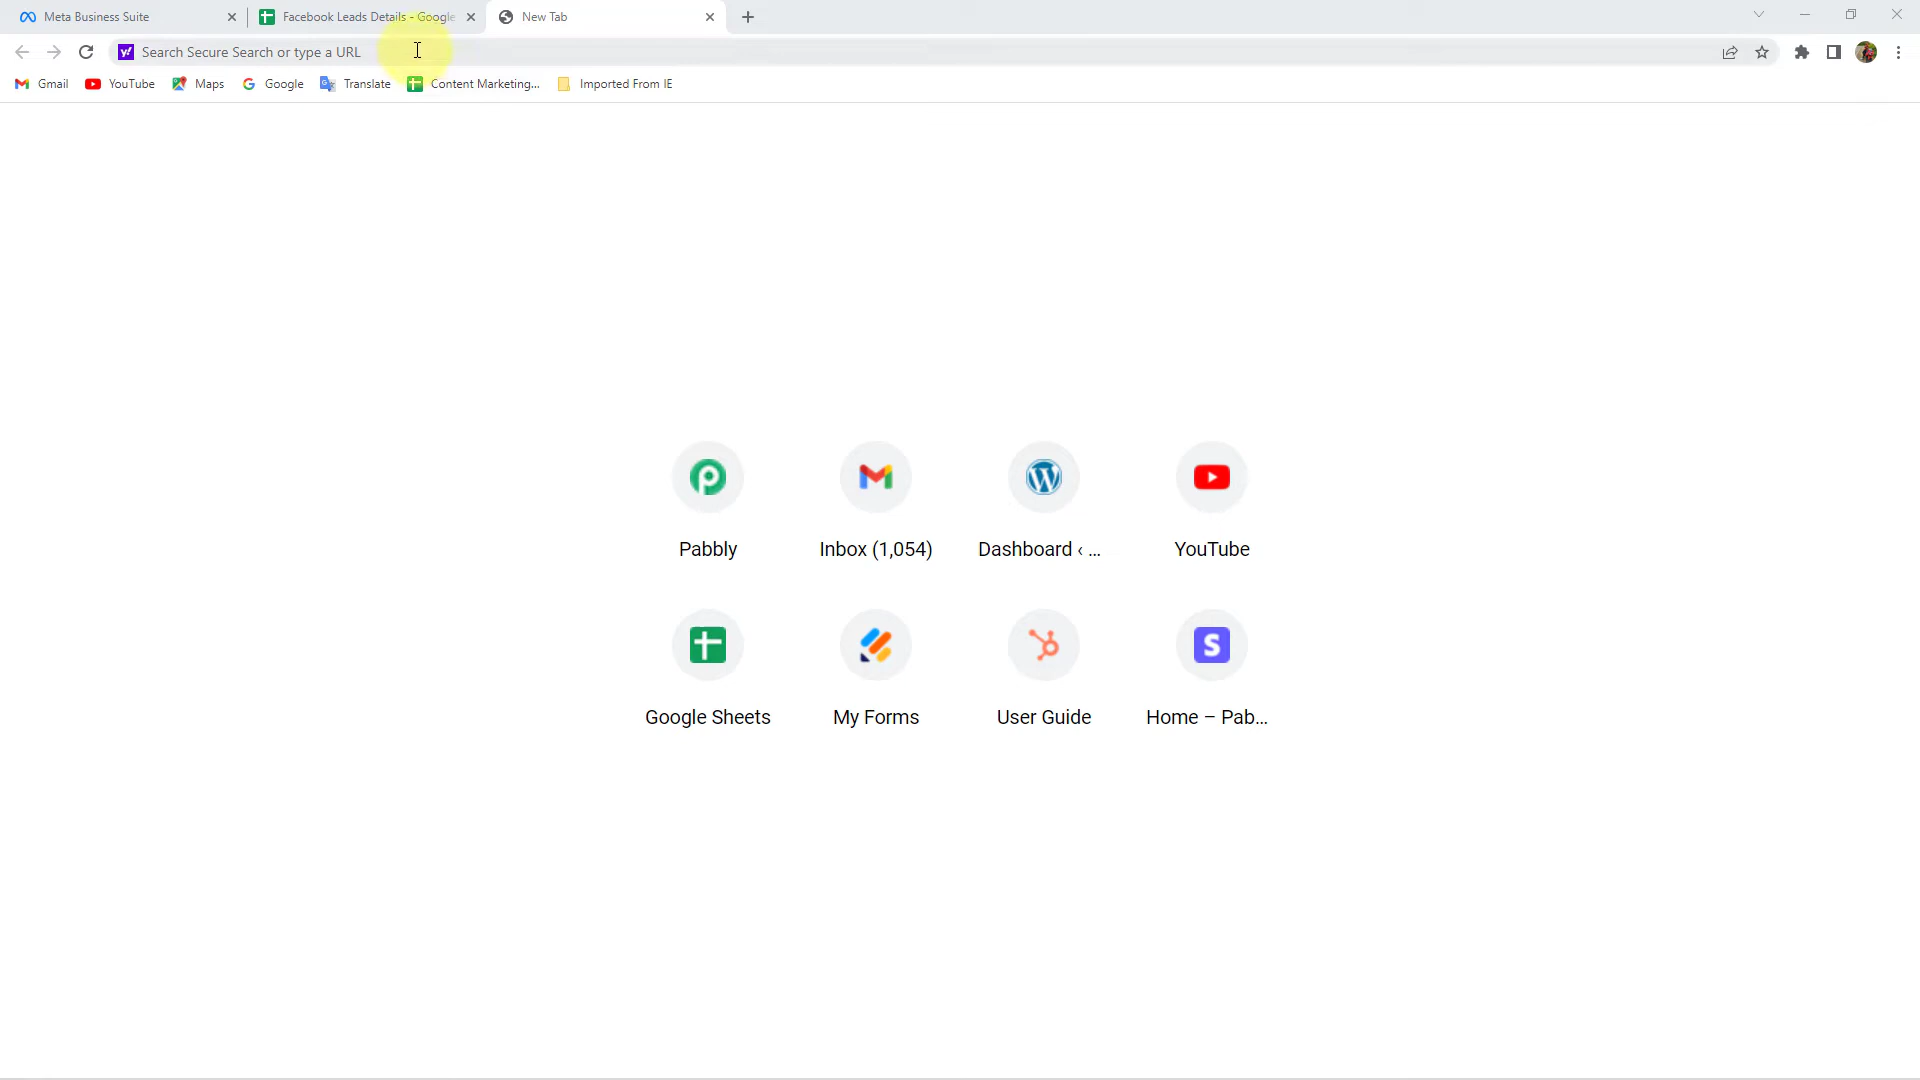 Meta Business Suite
Facebook Leads Details - Google
New Tab
Search Secure Search or type a URL
Gmail
YouTube
Maps
Google
Translate
Content Marketing...
Imported From IE
Pabbly
Inbox (1,054)
Dashboard ‹ ...
YouTube
Google Sheets
My Forms
User Guide
Home – Pab...